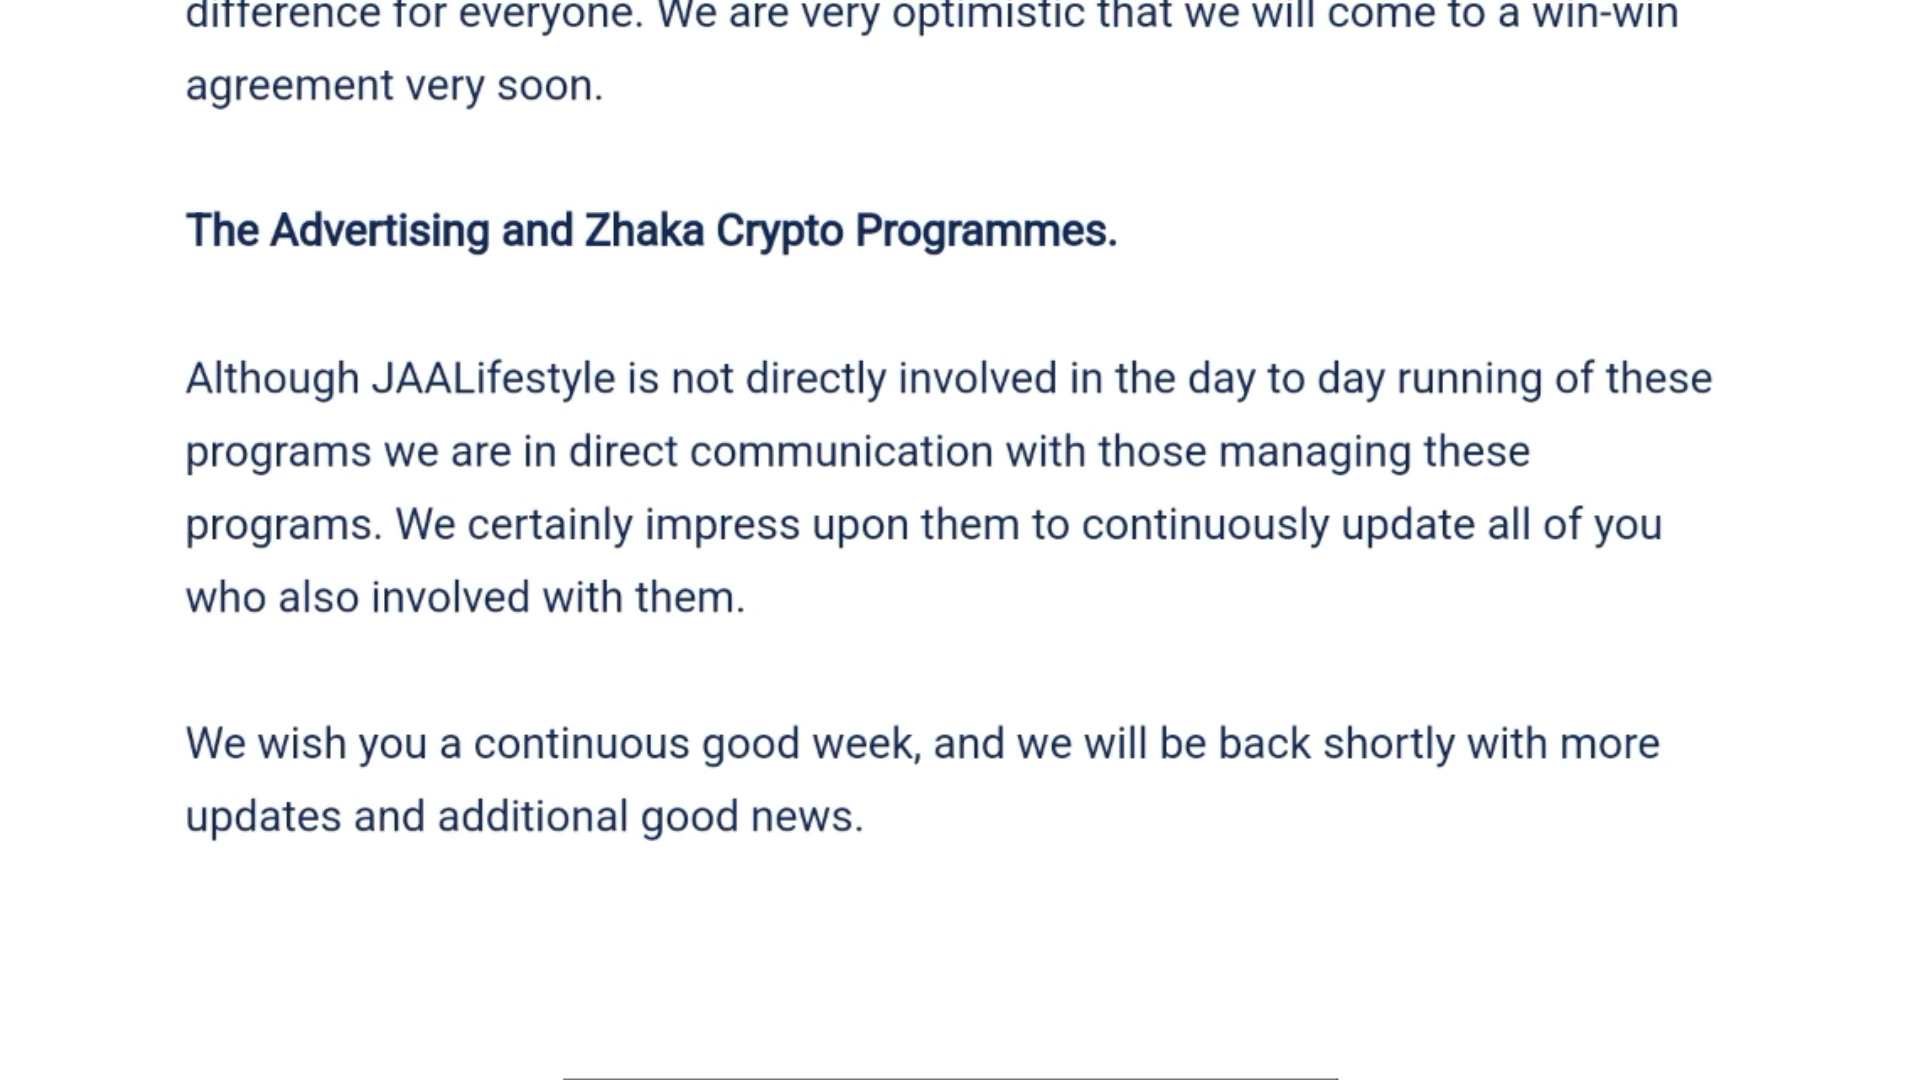 difference for everyone. We are very optimistic that we will come to a win-win
agreement very soon.
The Advertising and Zhaka Crypto Programmes.
Although JAALifestyle is not directly involved in the day to day running of these
programs we are in direct communication with those managing these
programs. We certainly impress upon them to continuously update all of you
who also involved with them.
We wish you a continuous good week, and we will be back shortly with more
updates and additional good news.